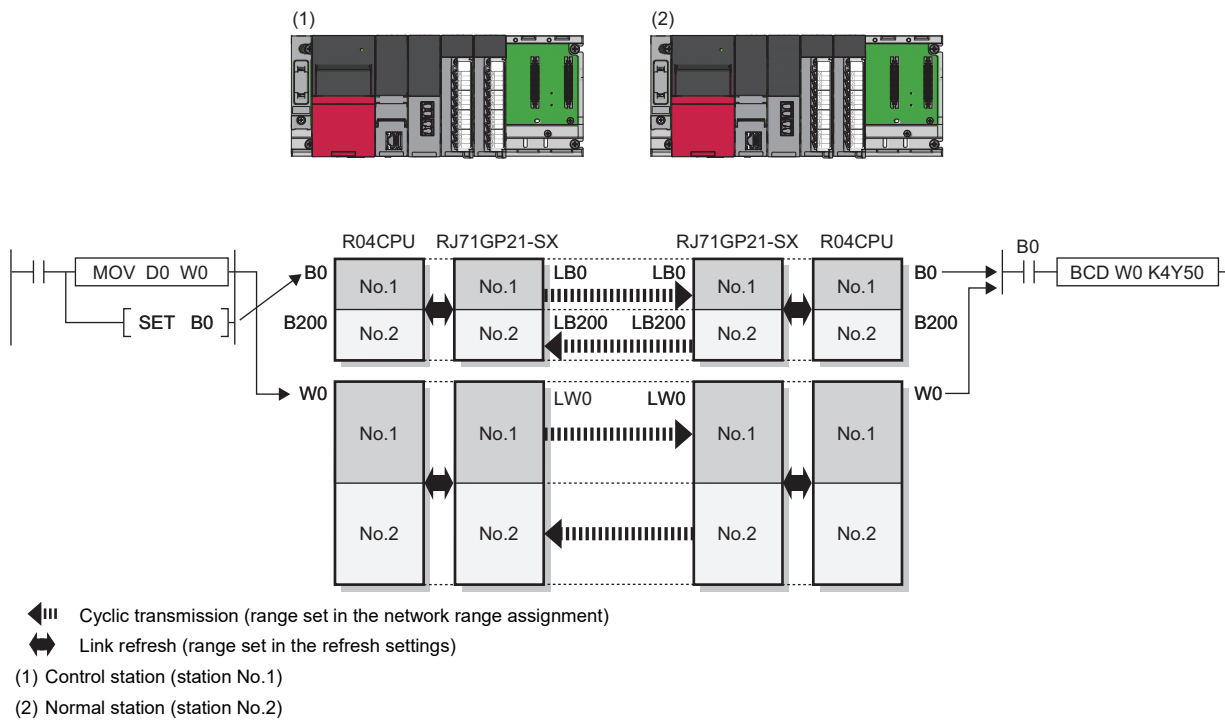 (1)
(2)
R04CPU RJ71GP21-SX RJ71GP21-SX R04CPU
MOV D0 W0
SET B0
B0 No.1 No.1 LB0 LB0 No.1 No.1 B0
B200 No.2 No.2 LB200 LB200 No.2 No.2 B200
B0
BCD W0 K4Y50
W0 LW0 LW0 W0
No.1 No.1 No.1 No.1
No.2 No.2 No.2 No.2
Cyclic transmission (range set in the network range assignment)
Link refresh (range set in the refresh settings)
(1) Control station (station No.1)
(2) Normal station (station No.2)